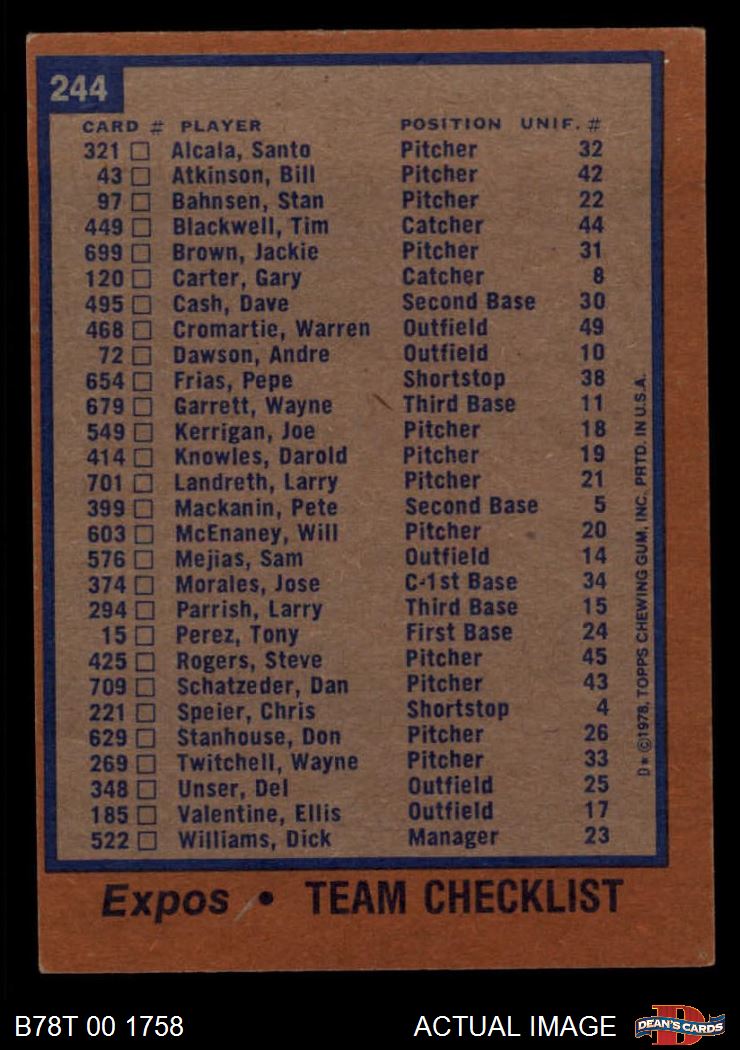 244
CARD # PLAYER POSITION UNIF. #
321 Alcala, Santo Pitcher 32
43 Atkinson, Bill Pitcher 42
97 Bahnsen, Stan Pitcher 22
449 Blackwell, Tim Catcher 44
699 Brown, Jackie Pitcher 31
120 Carter, Gary Catcher 8
495 Cash, Dave Second Base 30
468 Cromartie, Warren Outfield 49
72 Dawson, Andre Outfield 10
654 Frias, Pepe Shortstop 38
679 Garrett, Wayne Third Base 11
549 Kerrigan, Joe Pitcher 18
414 Knowles, Darold Pitcher 19
701 Landreth, Larry Pitcher 21
399 Mackanin, Pete Second Base 5
603 McEnaney, Will Pitcher 20
576 Mejias, Sam Outfield 14
374 Morales, Jose C-1st Base 34
294 Parrish, Larry Third Base 15
15 Perez, Tony First Base 24
425 Rogers, Steve Pitcher 45
709 Schatzeder, Dan Pitcher 43
221 Speier, Chris Shortstop 4
629 Stanhouse, Don Pitcher 26
269 Twitchell, Wayne Pitcher 33
348 Unser, Del Outfield 25
185 Valentine, Ellis Outfield 17
522 Williams, Dick Manager 23
D* ©1978, TOPPS CHEWING GUM, INC. PRTD. IN U.S.A.
Expos • TEAM CHECKLIST
B78T 00 1758 ACTUAL IMAGE
D
DEAN'S CARDS